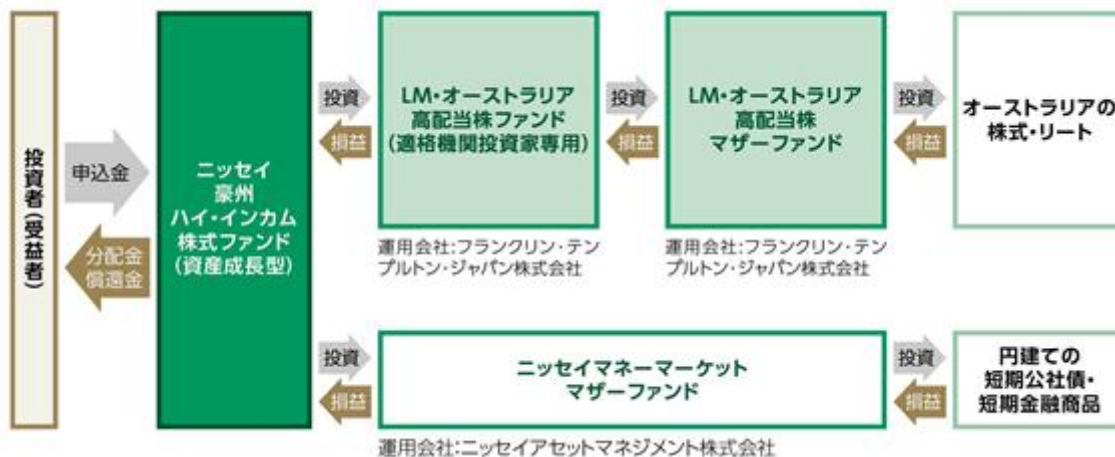 投資者(受益者)
申込金
分配金
償還金
ニッセイ
豪州
ハイ・インカム
株式ファンド
(資産成長型)
投資
損益
LM・オーストラリア
高配当株ファンド
(適格機関投資家専用)
運用会社:フランクリン・テン
プルトン・ジャパン株式会社
投資
損益
LM・オーストラリア
高配当株
マザーファンド
運用会社:フランクリン・テン
プルトン・ジャパン株式会社
投資
損益
オーストラリアの
株式・リート
投資
損益
ニッセイマネーマーケット
マザーファンド
運用会社:ニッセイアセットマネジメント株式会社
投資
損益
円建ての
短期公社債・
短期金融商品